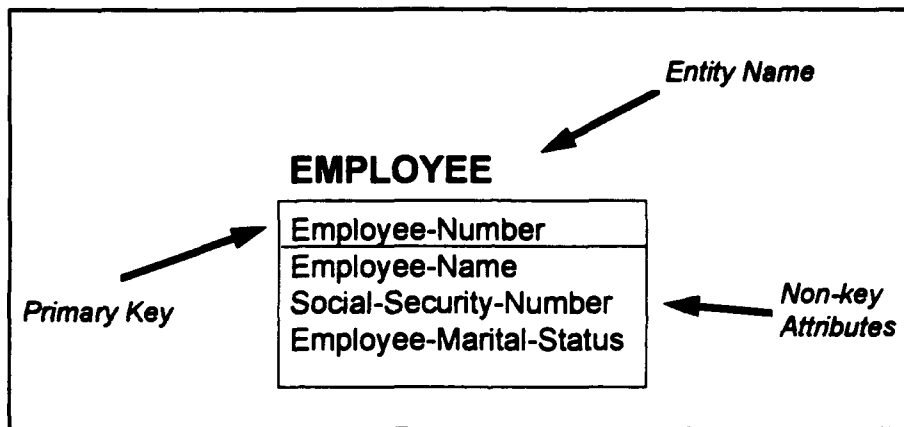 Entity Name
EMPLOYEE
Employee-Number
Employee-Name
Social-Security-Number
Employee-Marital-Status
Primary Key
Non-key
Attributes